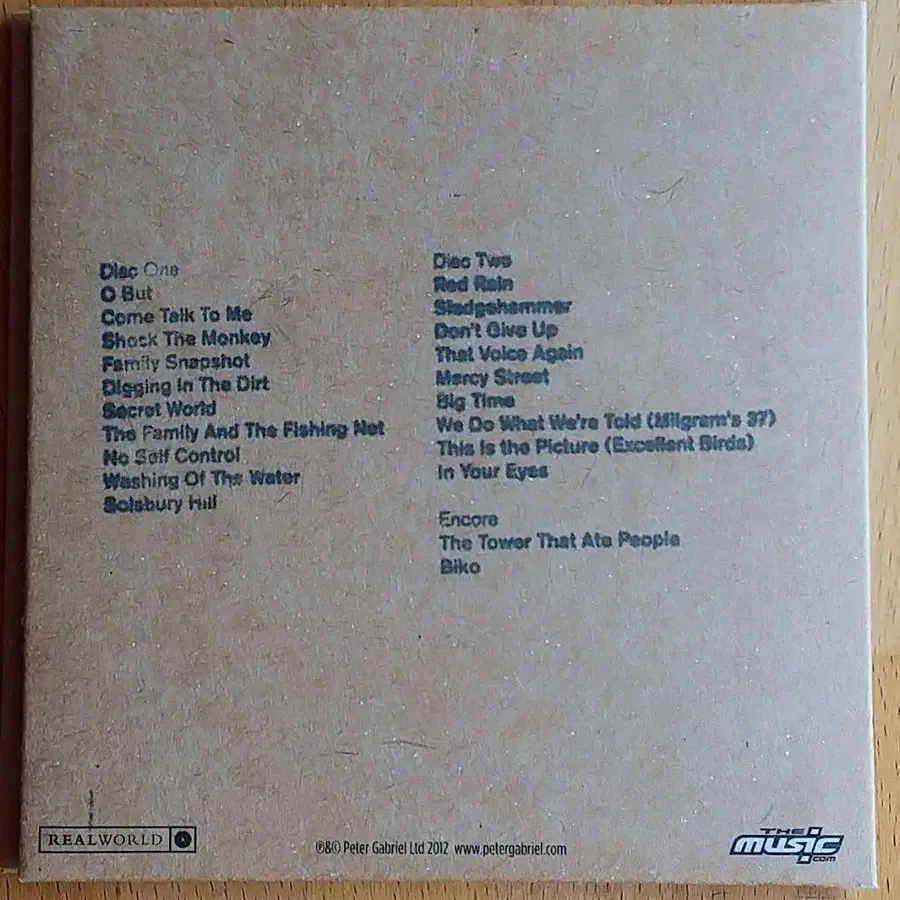 Disc One
O But
Come Talk To Me
Shock The Monkey
Family Snapshot
Digging In The Dirt
Secret World
The Family And The Fishing Net
No Self Control
Washing Of The Water
Solsbury Hill
Disc Two
Red Rain
Sledgehammer
Don't Give Up
That Voice Again
Mercy Street
Big Time
We Do What We're Told (Milgram's 37)
This Is the Picture (Excellent Birds)
In Your Eyes
Encore
The Tower That Ate People
Biko
REALWORLD
℗&© Peter Gabriel Ltd 2012 www.petergabriel.com
THE
music
.com